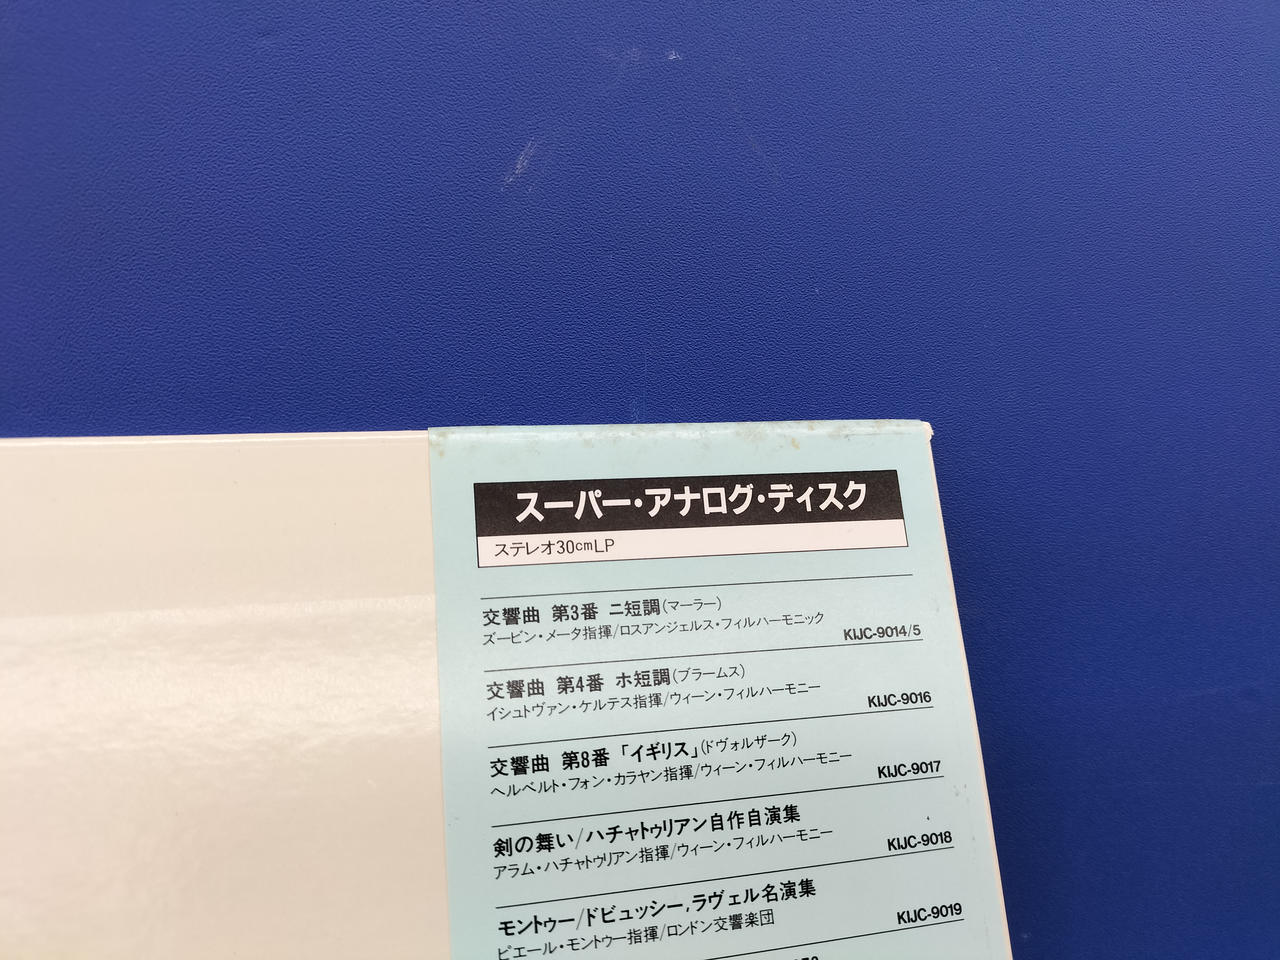 スーパー・アナログ・ディスク
ステレオ30cmLP
交響曲 第3番 ニ短調(マーラー)
ズービン・メータ指揮/ロスアンジェルス・フィルハーモニック
KIJC-9014/5
交響曲 第4番 ホ短調(ブラームス)
イシュトヴァン・ケルテス指揮/ウィーン・フィルハーモニー
KIJC-9016
交響曲 第8番 「イギリス」(ドヴォルザーク)
ヘルベルト・フォン・カラヤン指揮/ウィーン・フィルハーモニー
KIJC-9017
剣の舞い/ハチャトゥリアン自作自演集
アラム・ハチャトゥリアン指揮/ウィーン・フィルハーモニー
KIJC-9018
モントゥー/ドビュッシー,ラヴェル名演集
ピエール・モントゥー指揮/ロンドン交響楽団
KIJC-9019